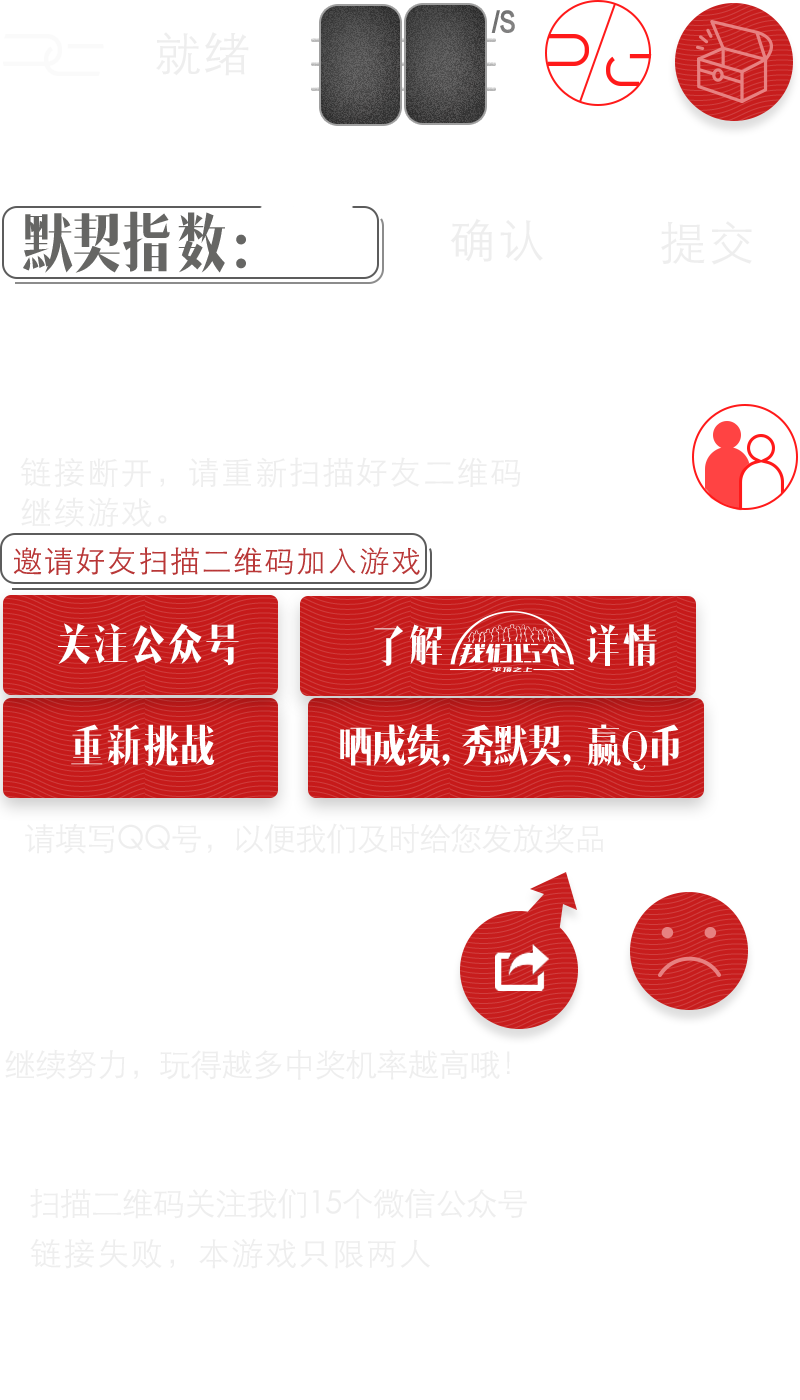 就绪
/S
默契指数：
确认
提交
链接断开，请重新扫描好友二维码
继续游戏。
邀请好友扫描二维码加入游戏
关注公众号
了解 我们15个 平顶之上 详情
重新挑战
晒成绩，秀默契，赢Q币
请填写QQ号，以便我们及时给您发放奖品
继续努力，玩得越多中奖机率越高哦！
扫描二维码关注我们15个微信公众号
链接失败，本游戏只限两人